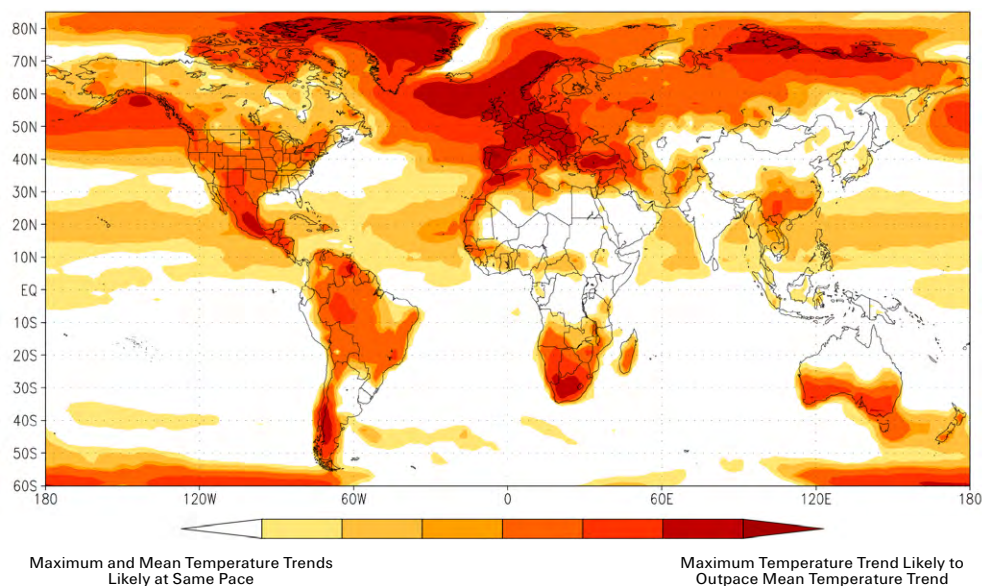 80N
70N
60N
50N
40N
30N
20N
10N
EQ
10S
20S
30S
40S
50S
60S
180 120W 60W 0 60E 120E 180
Maximum and Mean Temperature Trends
Likely at Same Pace
Maximum Temperature Trend Likely to
Outpace Mean Temperature Trend